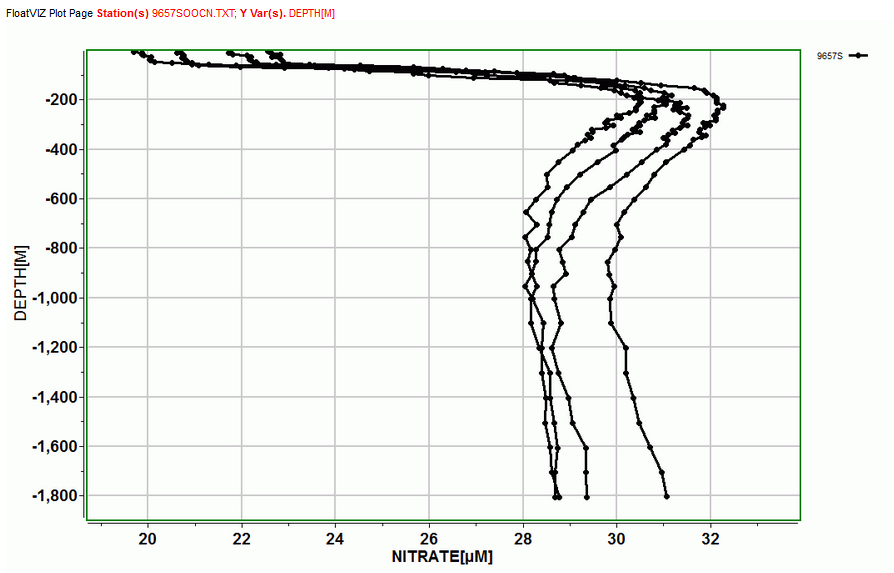 FloatVIZ Plot Page Station(s) 9657SOOCN.TXT; Y Var(s). DEPTH[M]
9657S
-200
-400
-600
-800
-1,000
-1,200
-1,400
-1,600
-1,800
DEPTH[M]
20 22 24 26 28 30 32
NITRATE[µM]